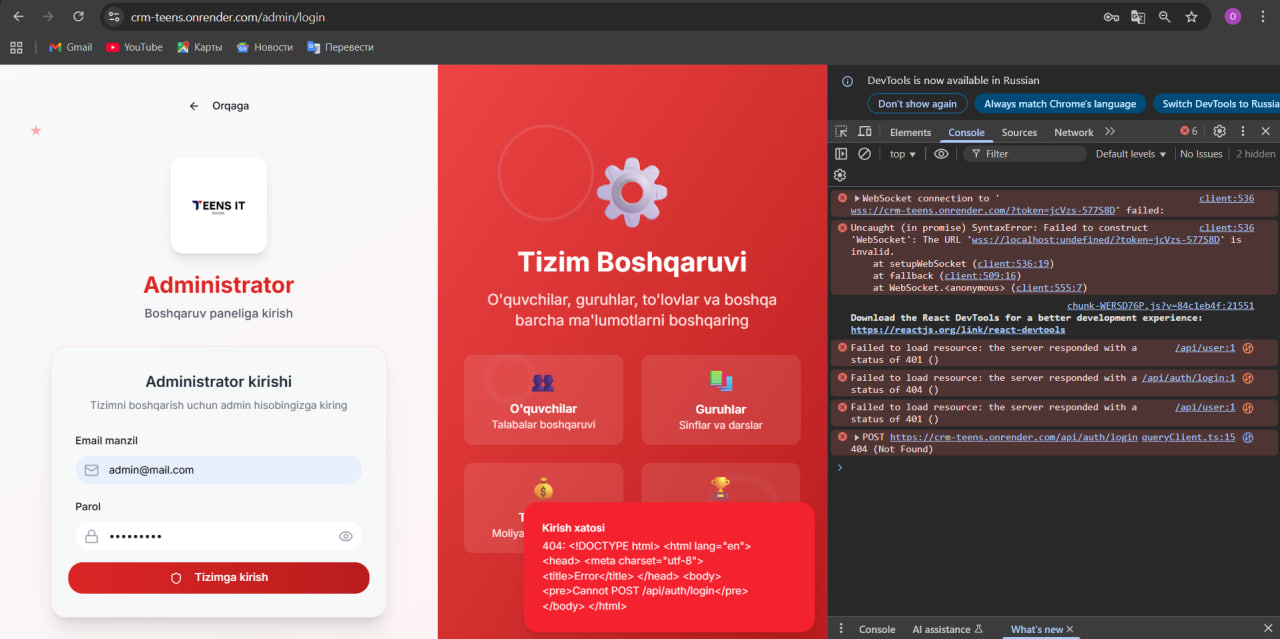 crm-teens.onrender.com/admin/login
O
Gmail
YouTube
Карты
Новости
Перевести
Orqaga
TEENS IT
Administrator
Boshqaruv paneliga kirish
Administrator kirishi
Tizimni boshqarish uchun admin hisobingizga kiring
Email manzil
admin@mail.com
Parol
•••••••••
Tizimga kirish
Tizim Boshqaruvi
O'quvchilar, guruhlar, to'lovlar va boshqa
barcha ma'lumotlarni boshqaring
O'quvchilar
Talabalar boshqaruvi
Guruhlar
Sinflar va darslar
T
Moliya
Kirish xatosi
404: <!DOCTYPE html> <html lang="en">
<head> <meta charset="utf-8">
<title>Error</title> </head> <body>
<pre>Cannot POST /api/auth/login</pre>
</body> </html>
DevTools is now available in Russian
Don't show again
Always match Chrome's language
Switch DevTools to Russia
Elements
Console
Sources
Network
6
top
Filter
Default levels
No Issues
2 hidden
WebSocket connection to ' client:536
wss://crm-teens.onrender.com/?token=jcVzs-577S8D' failed:
Uncaught (in promise) SyntaxError: Failed to construct client:536
'WebSocket': The URL 'wss://localhost:undefined/?token=jcVzs-577S8D' is
invalid.
at setupWebSocket (client:536:19)
at fallback (client:509:16)
at WebSocket.<anonymous> (client:555:7)
chunk-WERSD76P.js?v=84c1eb4f:21551
Download the React DevTools for a better development experience:
https://reactjs.org/link/react-devtools
Failed to load resource: the server responded with a /api/user:1
status of 401 ()
Failed to load resource: the server responded with a /api/auth/login:1
status of 404 ()
Failed to load resource: the server responded with a /api/user:1
status of 401 ()
POST https://crm-teens.onrender.com/api/auth/login queryClient.ts:15
404 (Not Found)
Console
AI assistance
What's new